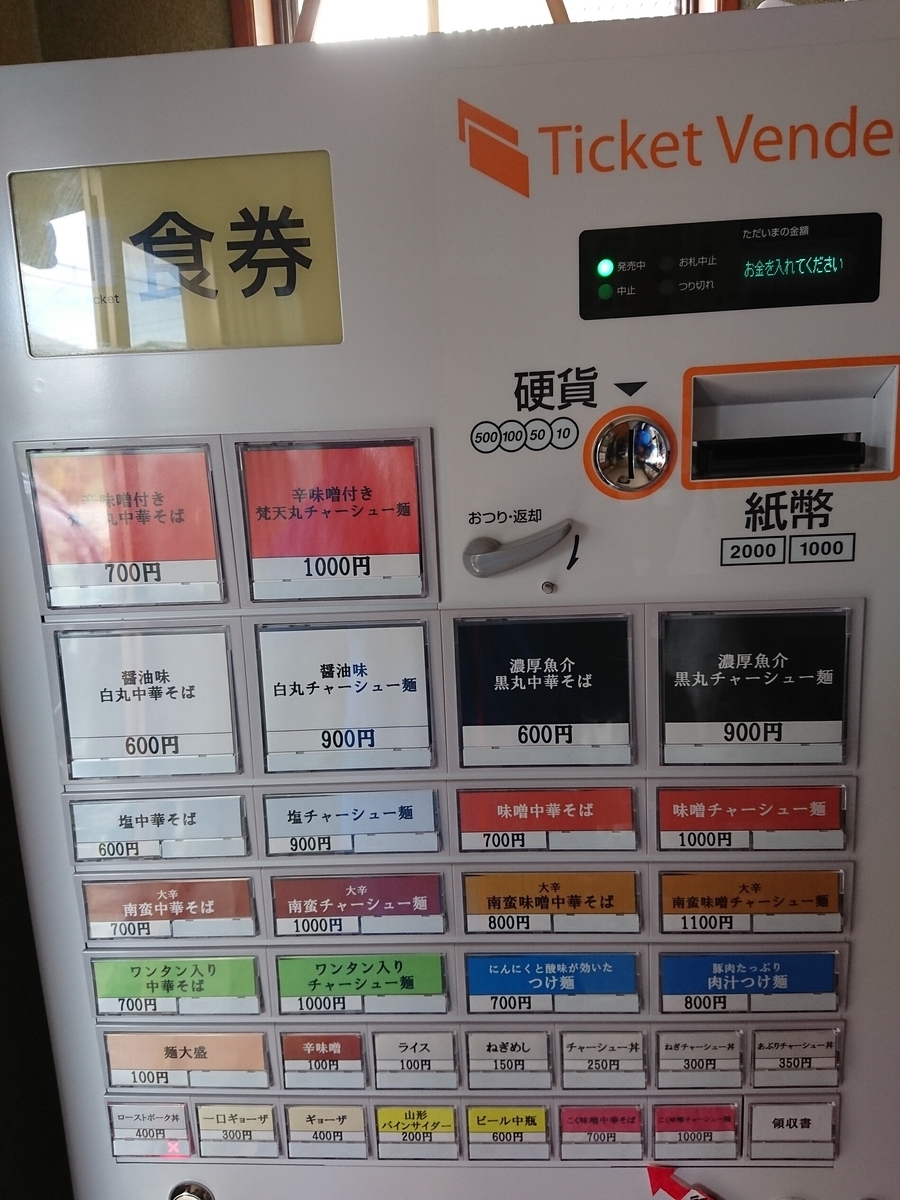 Ticket Vende
食券
cket
ただいまの金額
発売中
お札中止
お金を入れてください
中止
つり切れ
硬貨
500 100 50 10
おつり・返却
紙幣
2000 1000
辛味噌付き
梵天丸中華そば
700円
辛味噌付き
梵天丸チャーシュー麺
1000円
醤油味
白丸中華そば
600円
醤油味
白丸チャーシュー麺
900円
濃厚魚介
黒丸中華そば
600円
濃厚魚介
黒丸チャーシュー麺
900円
塩中華そば
600円
塩チャーシュー麺
900円
味噌中華そば
700円
味噌チャーシュー麺
1000円
大辛
南蛮中華そば
700円
大辛
南蛮チャーシュー麺
1000円
大辛
南蛮味噌中華そば
800円
大辛
南蛮味噌チャーシュー麺
1100円
ワンタン入り
中華そば
700円
ワンタン入り
チャーシュー麺
1000円
にんにくと酸味が効いた
つけ麺
700円
豚肉たっぷり
肉汁つけ麺
800円
麺大盛
100円
辛味噌
100円
ライス
100円
ねぎめし
150円
チャーシュー丼
250円
ねぎチャーシュー丼
300円
あぶりチャーシュー丼
350円
ローストポーク丼
400円
一口ギョーザ
300円
ギョーザ
400円
山形
パインサイダー
200円
ビール中瓶
600円
こく味噌中華そば
700円
こく味噌チャーシュー麺
1000円
領収書